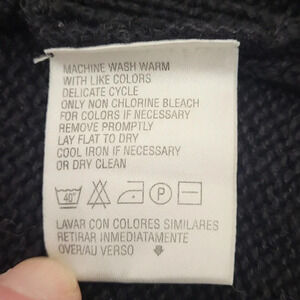 MACHINE WASH WARM
WITH LIKE COLORS
DELICATE CYCLE
ONLY NON CHLORINE BLEACH
FOR COLORS IF NECESSARY
REMOVE PROMPTLY
LAY FLAT TO DRY
COOL IRON IF NECESSARY
OR DRY CLEAN
40° P
LAVAR CON COLORES SIMILARES
RETIRAR INMEDIATAMENTE
OVER/AU VERSO